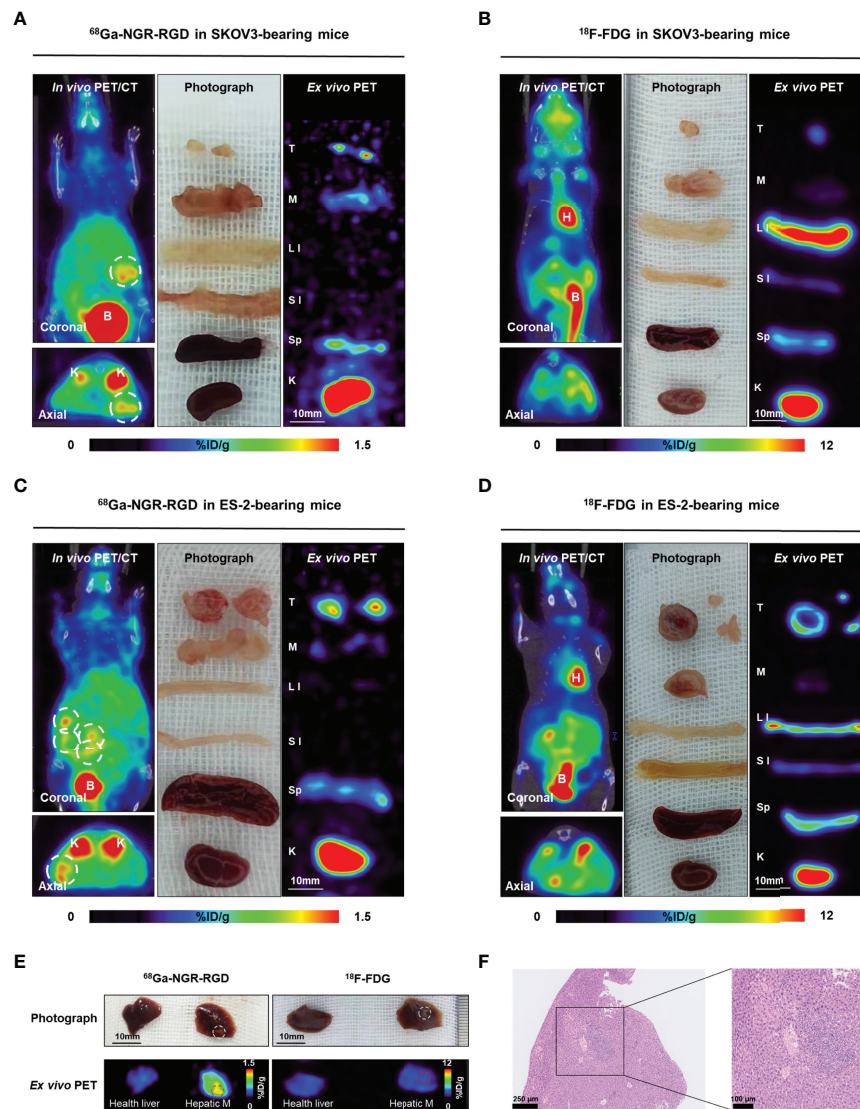 A
⁶⁸Ga-NGR-RGD in SKOV3-bearing mice
In vivo PET/CT
Photograph
Ex vivo PET
T
M
L I
S I
Sp
K
B
Coronal
K
K
Axial
10mm
0
%ID/g
1.5
B
¹⁸F-FDG in SKOV3-bearing mice
In vivo PET/CT
Photograph
Ex vivo PET
T
M
L I
S I
Sp
K
H
B
Coronal
Axial
10mm
0
%ID/g
12
C
⁶⁸Ga-NGR-RGD in ES-2-bearing mice
In vivo PET/CT
Photograph
Ex vivo PET
T
M
L I
S I
Sp
K
B
Coronal
K
K
Axial
10mm
0
%ID/g
1.5
D
¹⁸F-FDG in ES-2-bearing mice
In vivo PET/CT
Photograph
Ex vivo PET
T
M
L I
S I
Sp
K
H
B
Coronal
Axial
10mm
0
%ID/g
12
E
⁶⁸Ga-NGR-RGD
¹⁸F-FDG
Photograph
10mm
10mm
Ex vivo PET
Health liver
Hepatic M
1.5
0
%ID/g
Health liver
Hepatic M
12
0
%ID/g
F
250 µm
100 µm